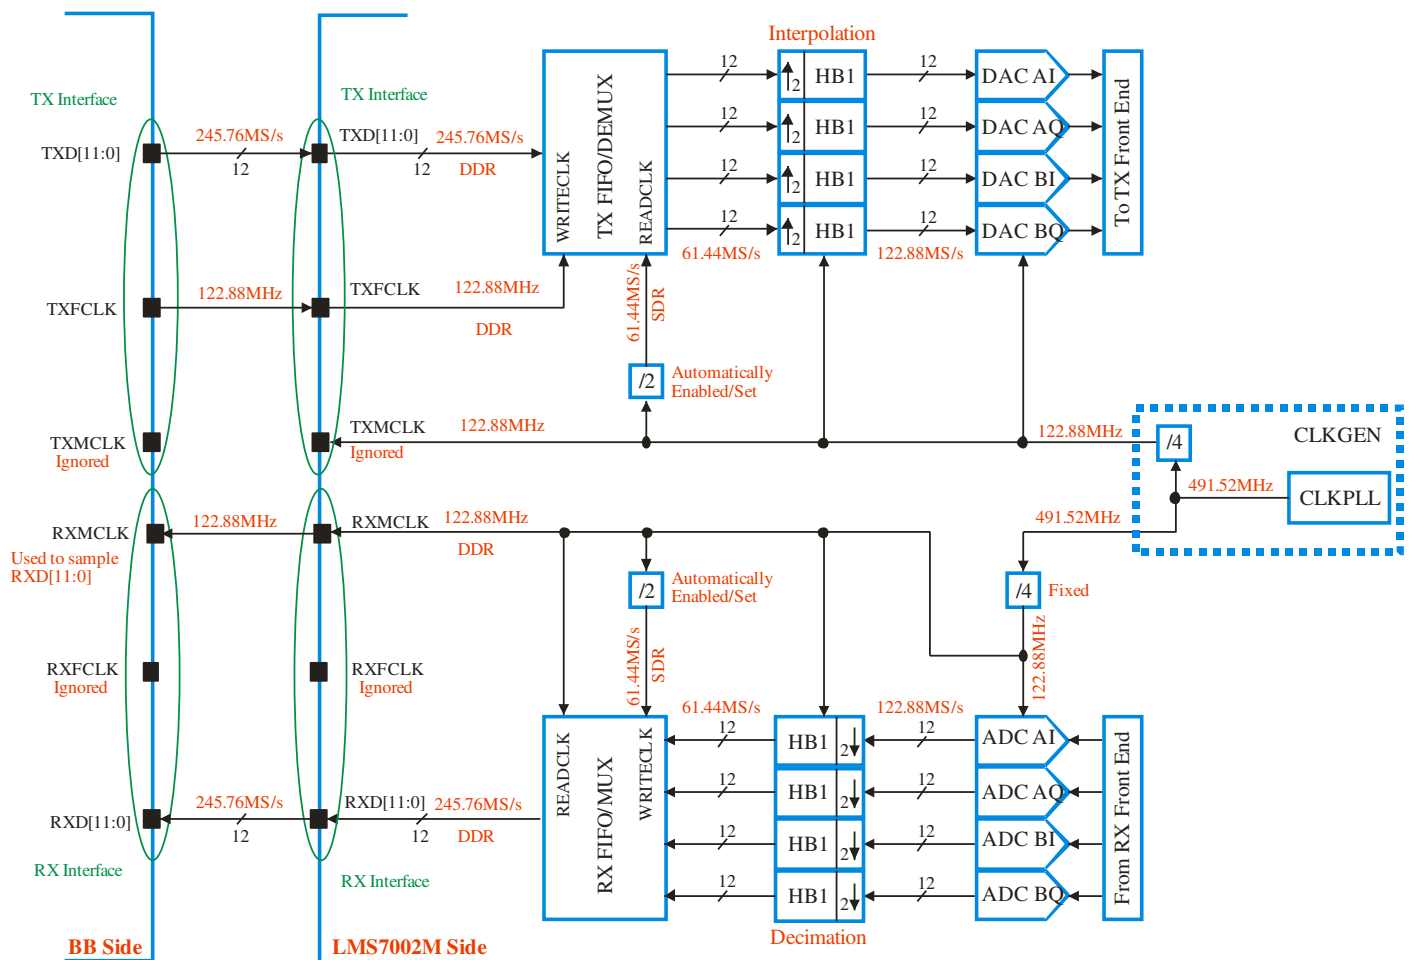 Interpolation
TX Interface
TX Interface
TXD[11:0]
245.76MS/s
12
TXD[11:0]
245.76MS/s
12
DDR
WRITECLK
TX FIFO/DEMUX
READCLK
12
2
HB1
12
DAC AI
12
2
HB1
12
DAC AQ
12
2
HB1
12
DAC BI
12
2
HB1
12
DAC BQ
61.44MS/s
122.88MS/s
To TX Front End
TXFCLK
122.88MHz
TXFCLK
122.88MHz
DDR
61.44MS/s
SDR
/2
Automatically
Enabled/Set
TXMCLK
Ignored
TXMCLK
Ignored
122.88MHz
122.88MHz
/4
CLKGEN
491.52MHz
CLKPLL
491.52MHz
RXMCLK
Used to sample
RXD[11:0]
122.88MHz
RXMCLK
122.88MHz
DDR
/2
Automatically
Enabled/Set
/4
Fixed
122.88MHz
61.44MS/s
SDR
RXFCLK
Ignored
RXFCLK
Ignored
61.44MS/s
122.88MS/s
READCLK
RX FIFO/MUX
WRITECLK
12
HB1
2
12
ADC AI
12
HB1
2
12
ADC AQ
12
HB1
2
12
ADC BI
12
HB1
2
12
ADC BQ
From RX Front End
RXD[11:0]
245.76MS/s
12
RXD[11:0]
245.76MS/s
12
DDR
RX Interface
RX Interface
Decimation
BB Side
LMS7002M Side